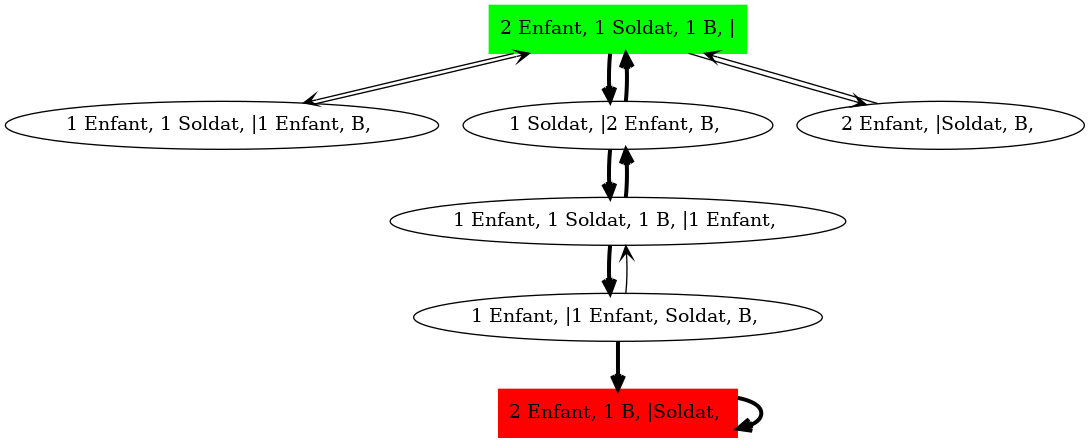 2 Enfant, 1 Soldat, 1 B, |
1 Enfant, 1 Soldat, |1 Enfant, B,
1 Soldat, |2 Enfant, B,
2 Enfant, |Soldat, B,
1 Enfant, 1 Soldat, 1 B, |1 Enfant,
1 Enfant, |1 Enfant, Soldat, B,
2 Enfant, 1 B, |Soldat,